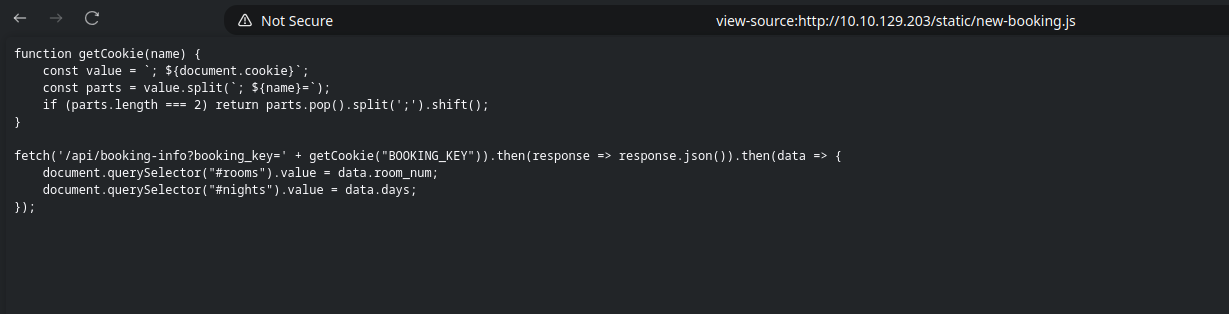 Not Secure
view-source:http://10.10.129.203/static/new-booking.js
function getCookie(name) {
    const value = `; ${document.cookie}`;
    const parts = value.split(`; ${name}=`);
    if (parts.length === 2) return parts.pop().split(';').shift();
}

fetch('/api/booking-info?booking_key=' + getCookie("BOOKING_KEY")).then(response => response.json()).then(data => {
    document.querySelector("#rooms").value = data.room_num;
    document.querySelector("#nights").value = data.days;
});